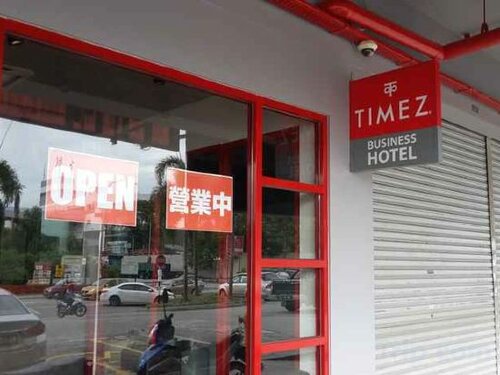 OPEN
營業中
TIMEZ
BUSINESS
HOTEL